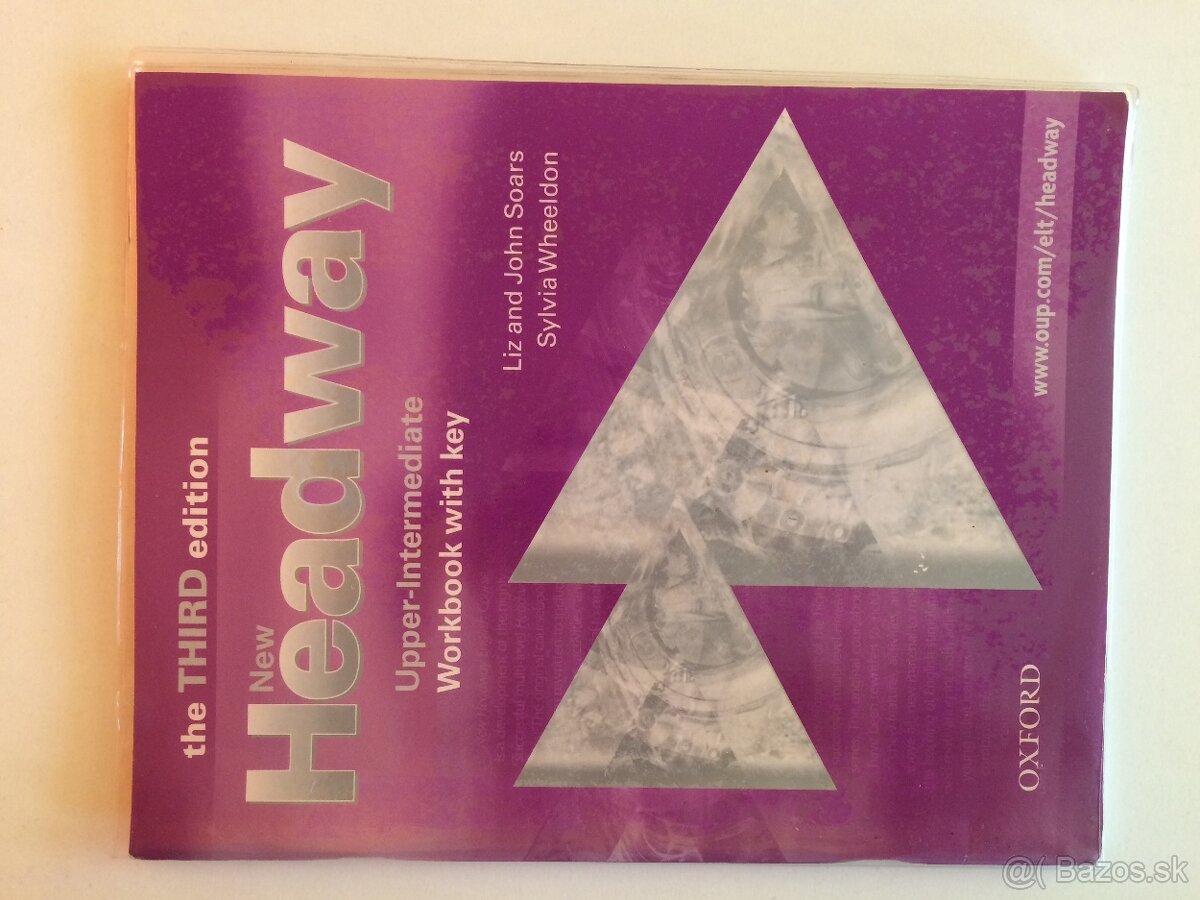 the THIRD edition
New
Headway
Upper-Intermediate
Workbook with key
Liz and John Soars
Sylvia Wheeldon
OXFORD
www.oup.com/elt/headway
@( Bazos.sk